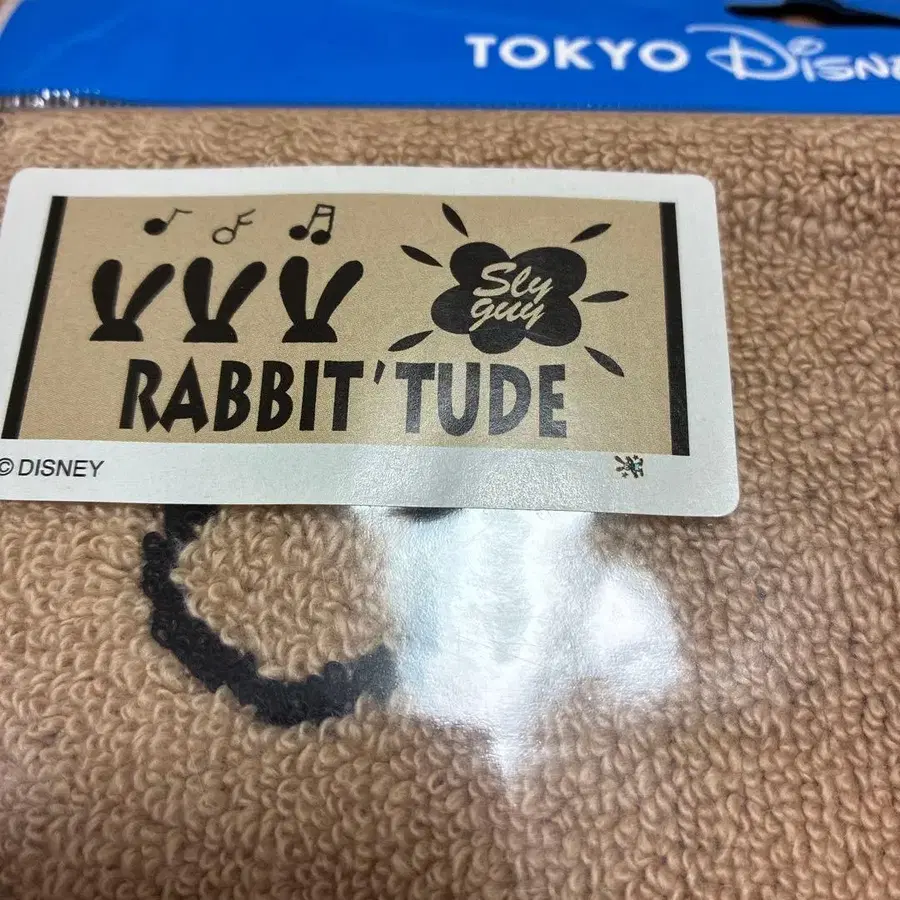 TOKYO Disne
Sly
guy
RABBIT'TUDE
© DISNEY